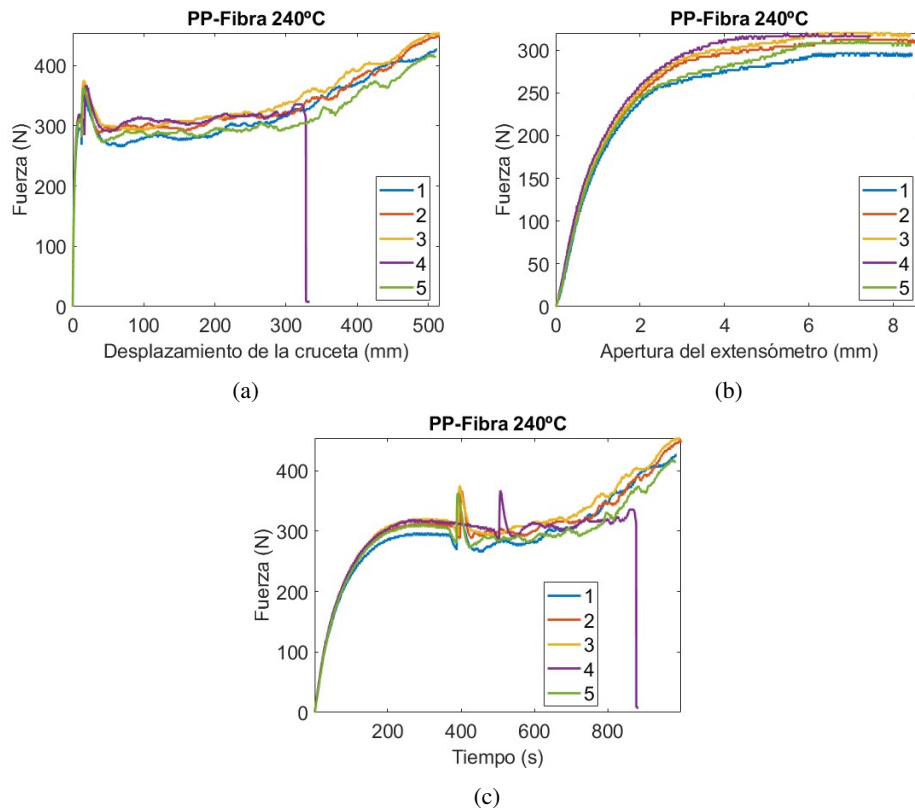 PP-Fibra 240ºC
400
300
200
100
0
Fuerza (N)
1
2
3
4
5
0 100 200 300 400 500
Desplazamiento de la cruceta (mm)
(a)
PP-Fibra 240ºC
300
250
200
150
100
50
0
Fuerza (N)
1
2
3
4
5
0 2 4 6 8
Apertura del extensómetro (mm)
(b)
PP-Fibra 240ºC
400
300
200
100
0
Fuerza (N)
1
2
3
4
5
200 400 600 800
Tiempo (s)
(c)